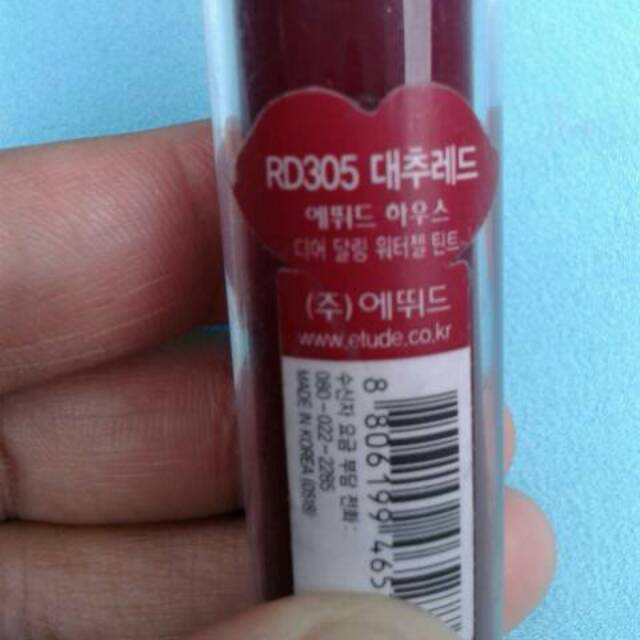 RD305 대추레드
에뛰드 하우스
디어 달링 워터젤 틴트
(주)에뛰드
www.etude.co.kr
수신자 요금 부담 전화 :
080-022-2285
MADE IN KOREA (0518)
8 806199 465